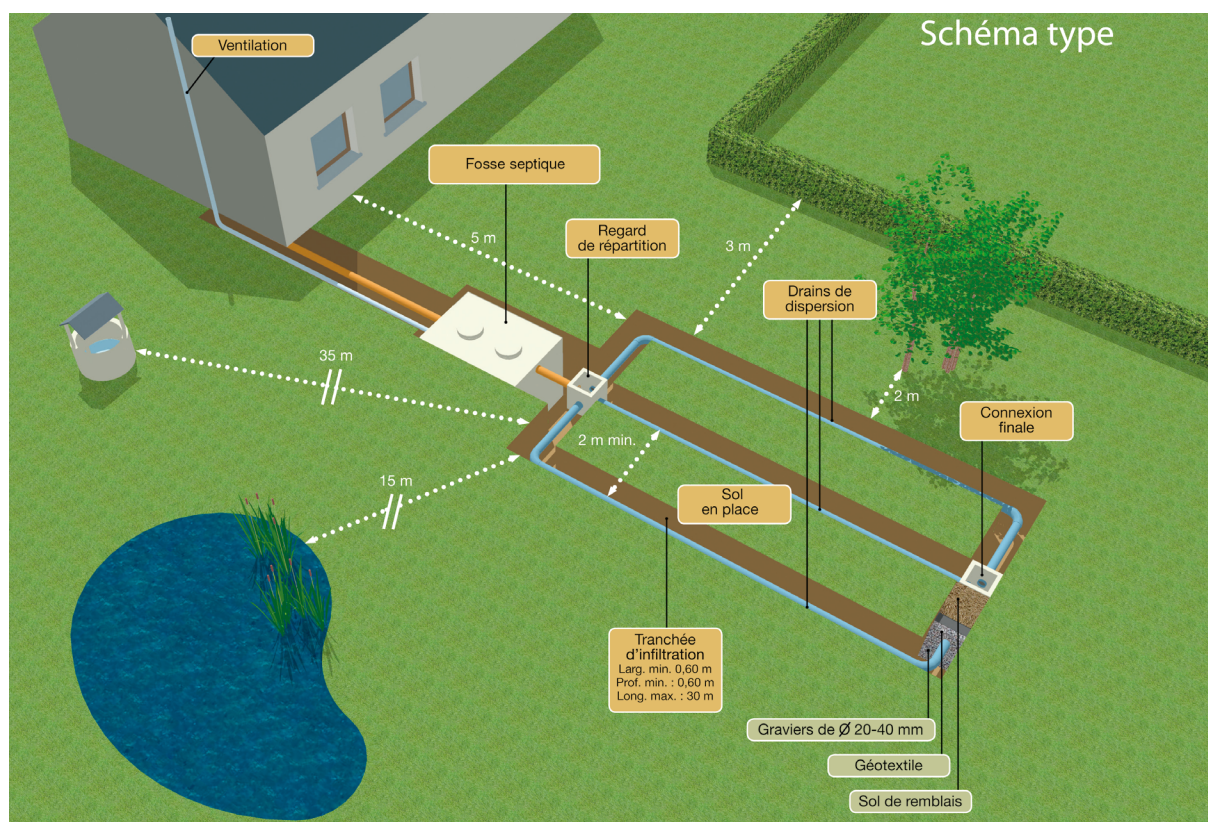 Schéma type
Ventilation
Fosse septique
Regard
de répartition
5 m
3 m
Drains de
dispersion
35 m
2 m
Connexion
finale
2 m min.
15 m
Sol
en place
Tranchée
d'infiltration
Larg. min. 0,60 m
Prof. min. : 0,60 m
Long. max. : 30 m
Graviers de Ø 20-40 mm
Géotextile
Sol de remblais